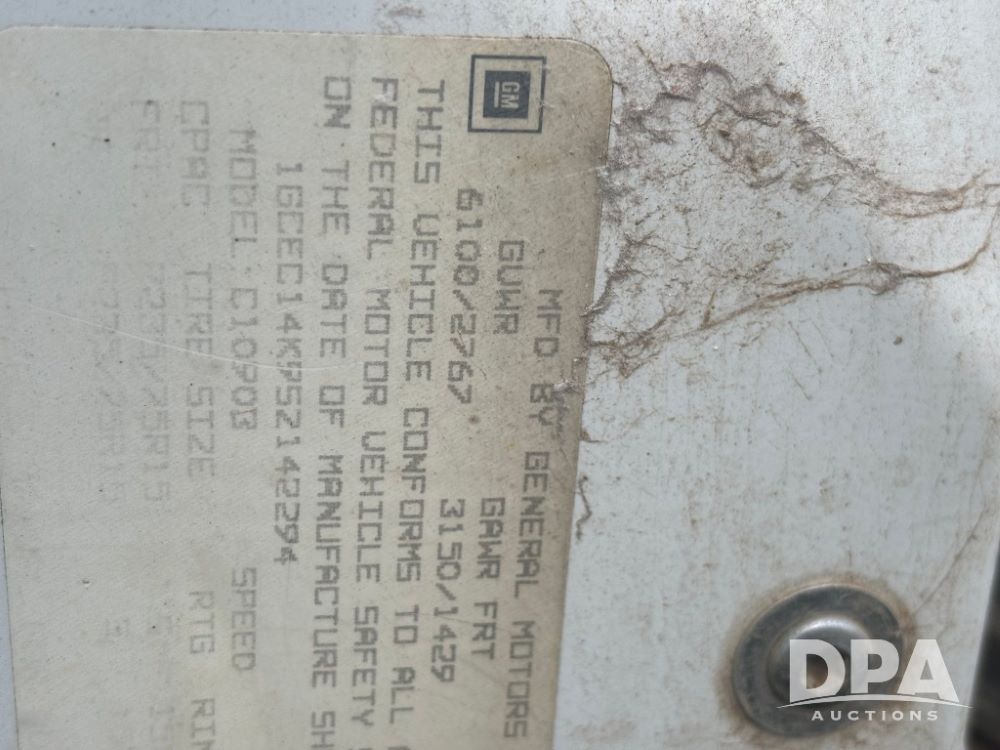 GM
MFD BY GENERAL MOTORS
GVWR GAWR FRT
6100/2767 3150/1429
THIS VEHICLE CONFORMS TO ALL
FEDERAL MOTOR VEHICLE SAFETY
ON THE DATE OF MANUFACTURE SH
1GCEC14K9S2142294
MODEL: C10903 SPEED
CPAC TIRE SIZE RTG RIM
DPA
AUCTIONS